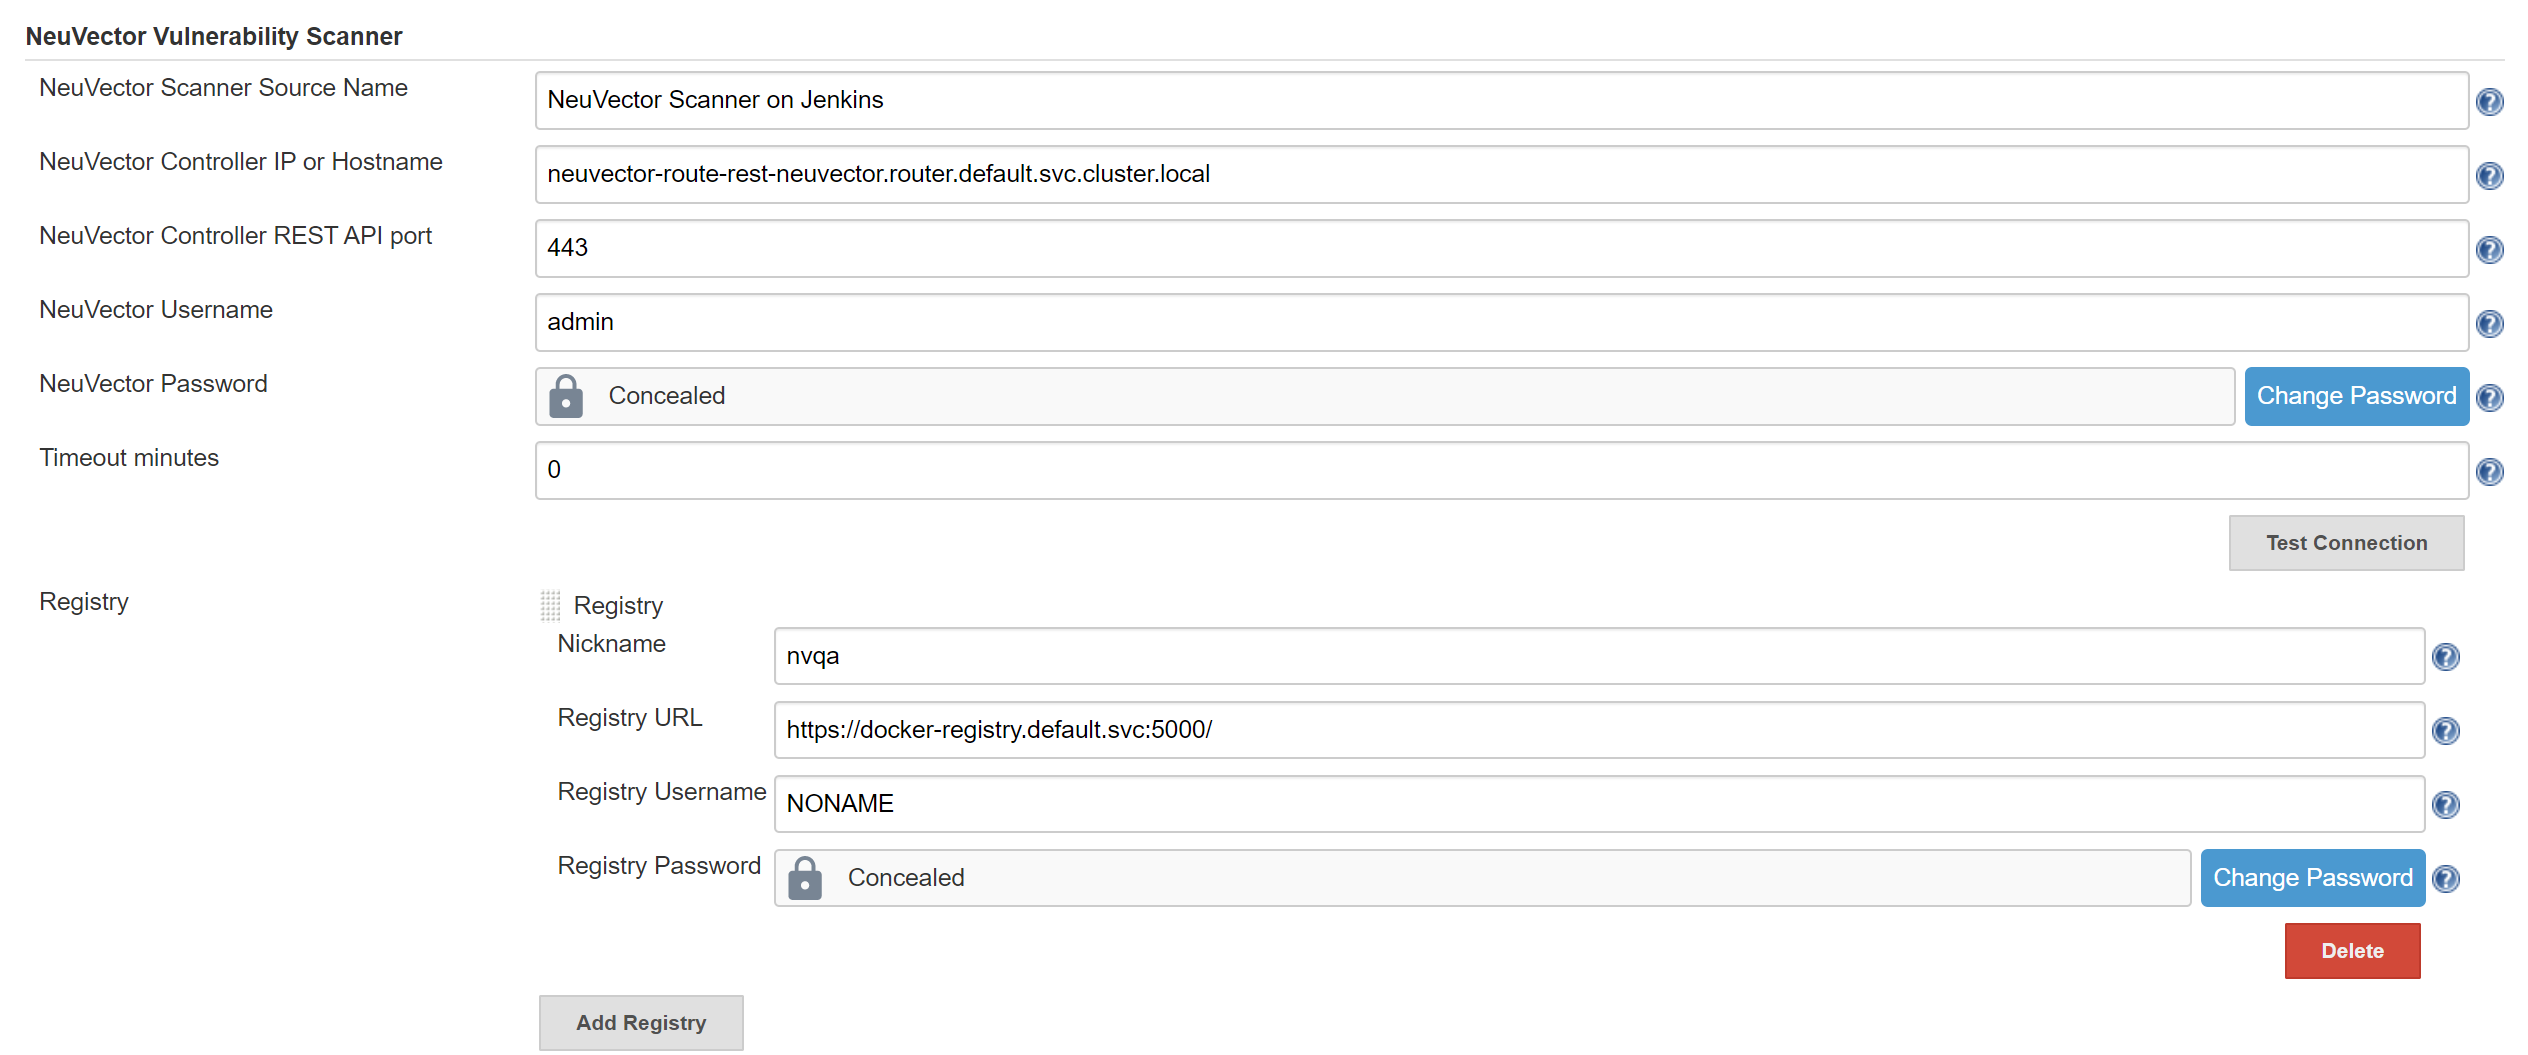 NeuVector Vulnerability Scanner
NeuVector Scanner Source Name
NeuVector Scanner on Jenkins
NeuVector Controller IP or Hostname
neuvector-route-rest-neuvector.router.default.svc.cluster.local
NeuVector Controller REST API port
443
NeuVector Username
admin
NeuVector Password
Concealed
Change Password
Timeout minutes
0
Test Connection
Registry
Registry
Nickname
nvqa
Registry URL
https://docker-registry.default.svc:5000/
Registry Username
NONAME
Registry Password
Concealed
Change Password
Delete
Add Registry